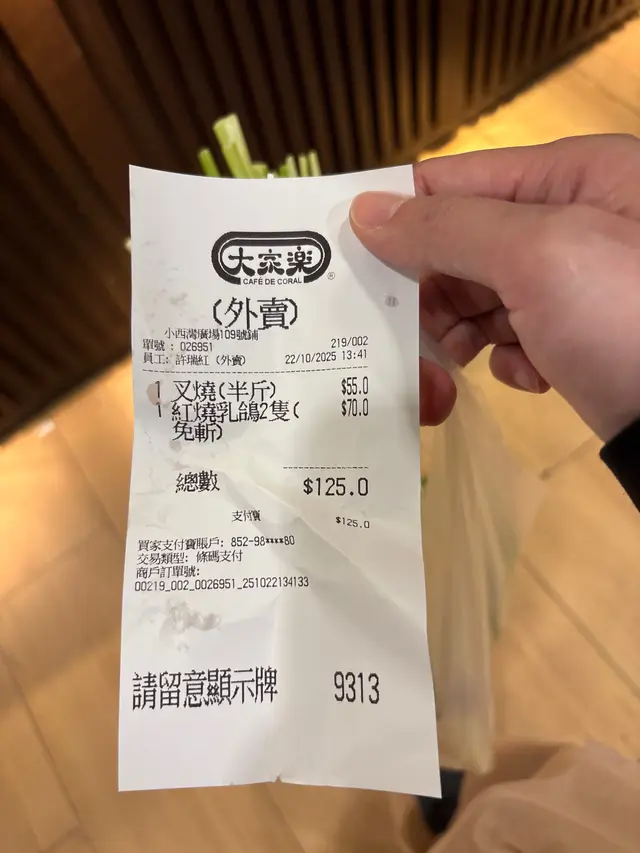 大家樂
CAFÉ DE CORAL
®
(外賣)
小西灣廣場109號鋪
單號 : 026951 219/002
員工: 許瑞紅 (外賣) 22/10/2025 13:41
1 叉燒(半斤) $55.0
1 紅燒乳鴿2隻( $70.0
免斬)
總數 $125.0
支付寶 $125.0
買家支付寶賬戶: 852-98****80
交易類型: 條碼支付
商戶訂單號:
00219_002_0026951_251022134133
請留意顯示牌 9313